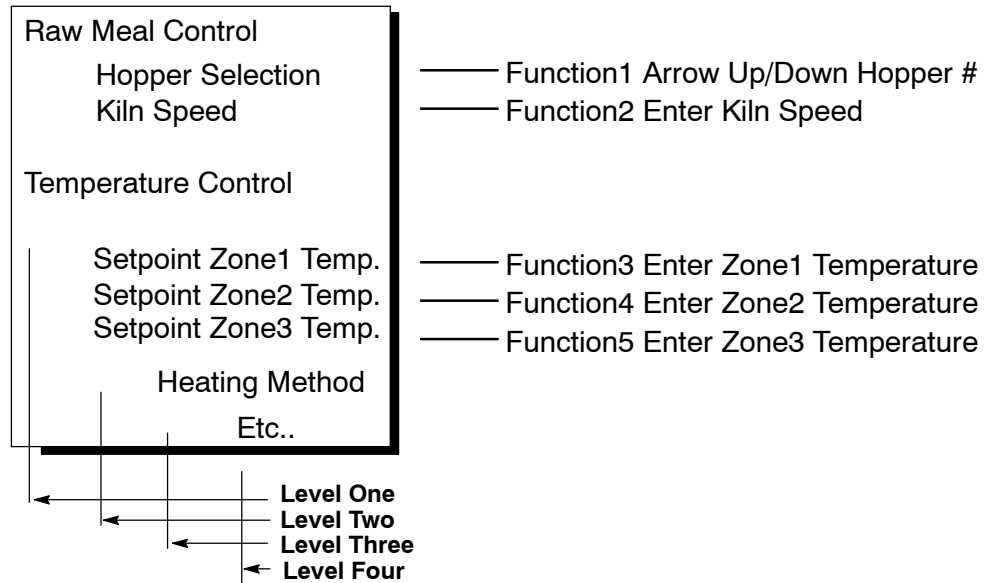 Raw Meal Control
Hopper Selection Function1 Arrow Up/Down Hopper #
Kiln Speed Function2 Enter Kiln Speed
Temperature Control
Setpoint Zone1 Temp. Function3 Enter Zone1 Temperature
Setpoint Zone2 Temp. Function4 Enter Zone2 Temperature
Setpoint Zone3 Temp. Function5 Enter Zone3 Temperature
Heating Method
Etc..
Level One
Level Two
Level Three
Level Four